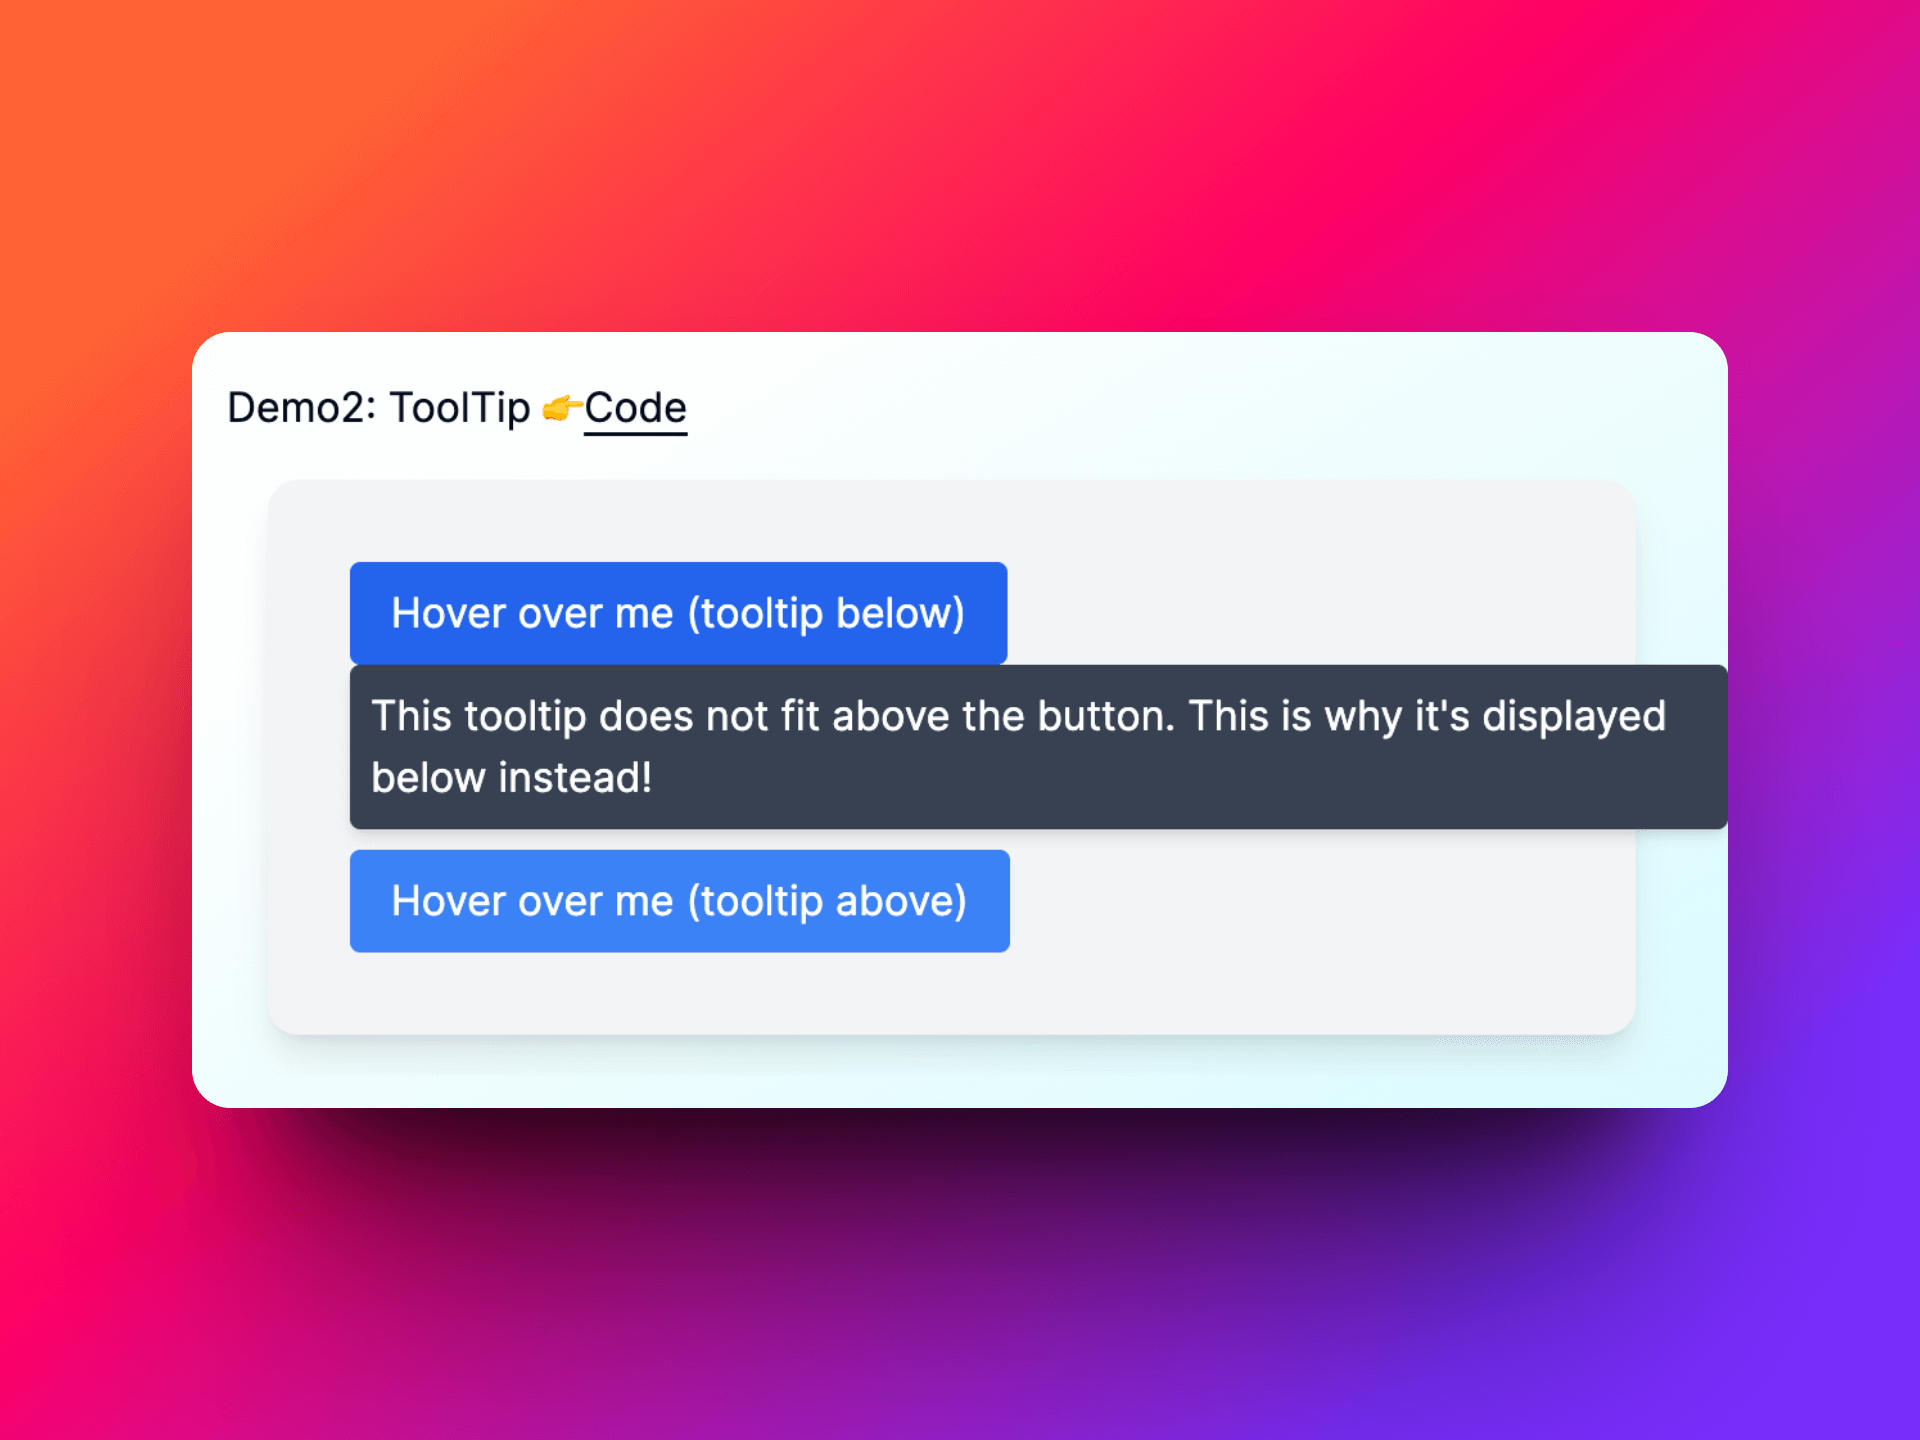 Demo2: ToolTip 👉Code
Hover over me (tooltip below)
This tooltip does not fit above the button. This is why it's displayed
below instead!
Hover over me (tooltip above)